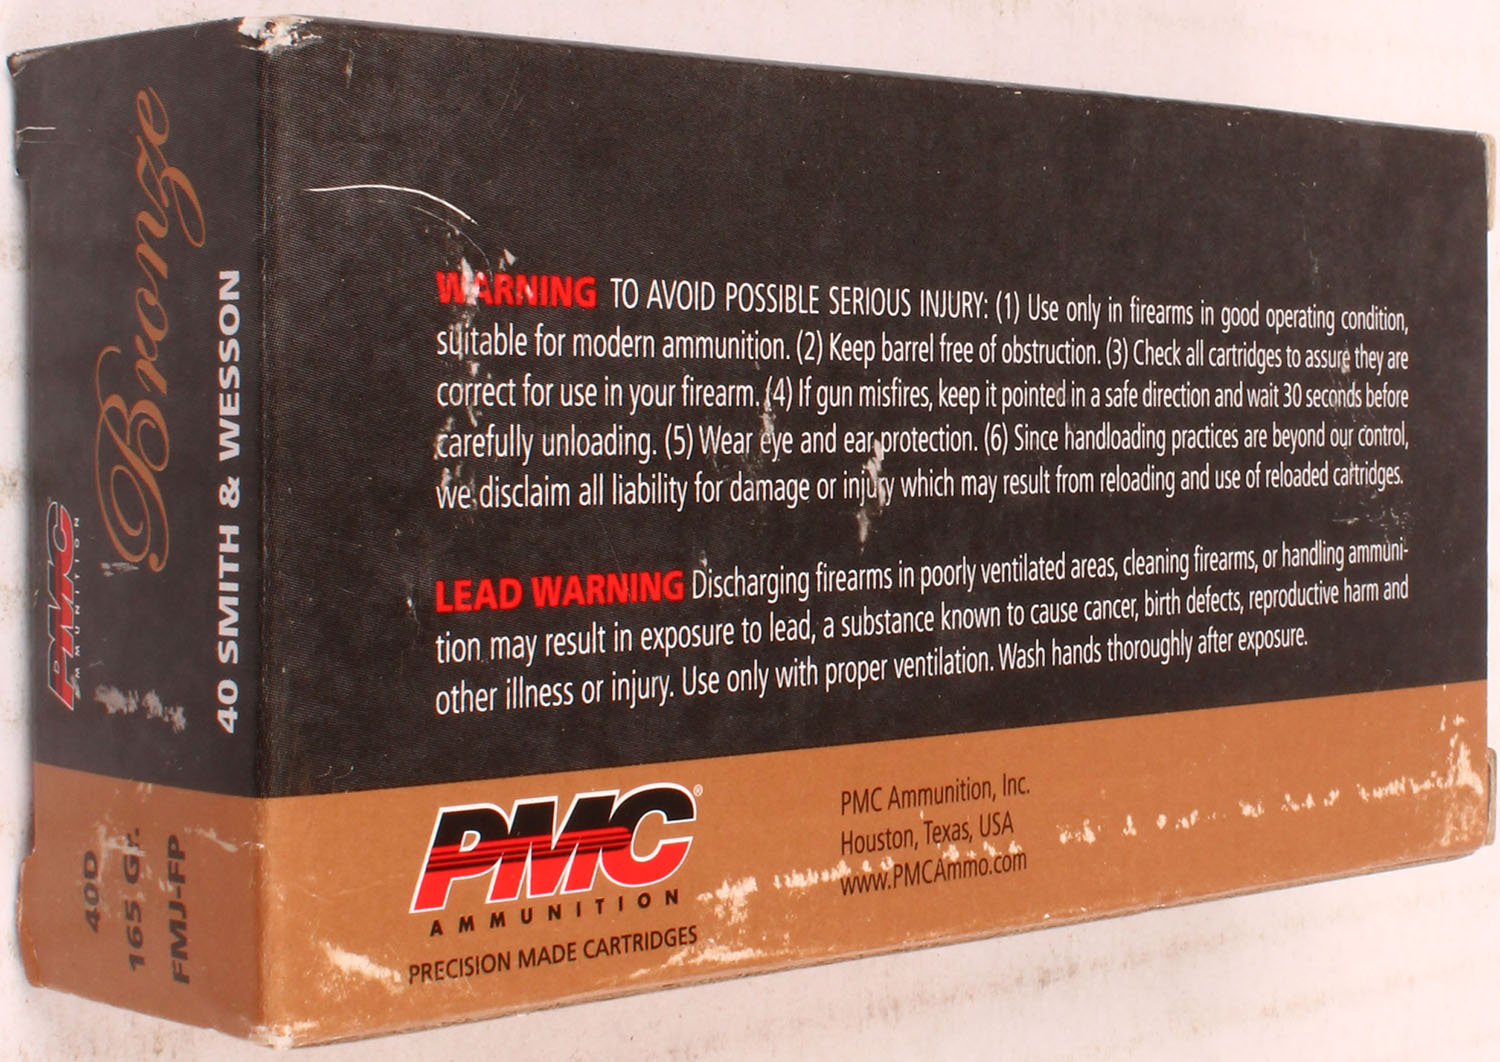 PMC
AMMUNITION
Bronze
40 SMITH & WESSON
40D
165 Gr.
FMJ-FP
WARNING TO AVOID POSSIBLE SERIOUS INJURY: (1) Use only in firearms in good operating condition,
suitable for modern ammunition. (2) Keep barrel free of obstruction. (3) Check all cartridges to assure they are
correct for use in your firearm. (4) If gun misfires, keep it pointed in a safe direction and wait 30 seconds before
carefully unloading. (5) Wear eye and ear protection. (6) Since handloading practices are beyond our control,
we disclaim all liability for damage or injury which may result from reloading and use of reloaded cartridges.
LEAD WARNING Discharging firearms in poorly ventilated areas, cleaning firearms, or handling ammuni-
tion may result in exposure to lead, a substance known to cause cancer, birth defects, reproductive harm and
other illness or injury. Use only with proper ventilation. Wash hands thoroughly after exposure.
PMC®
AMMUNITION
PRECISION MADE CARTRIDGES
PMC Ammunition, Inc.
Houston, Texas, USA
www.PMCAmmo.com